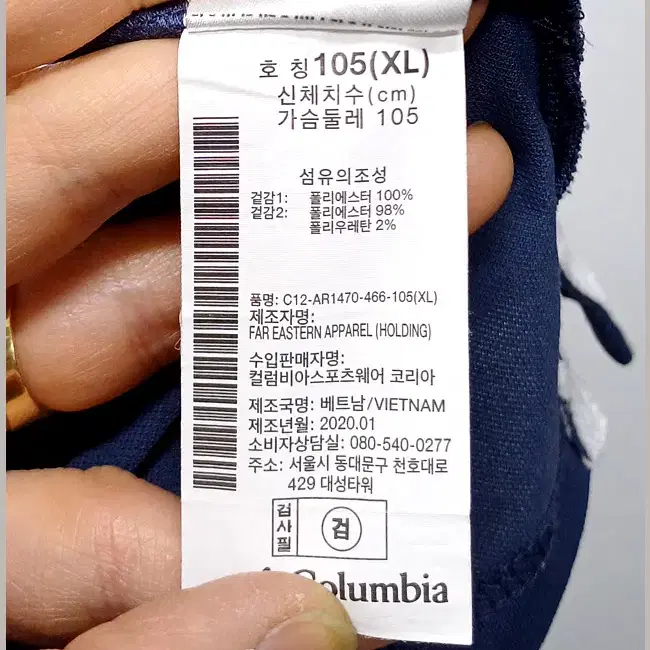 호 칭 105(XL)
신체치수(cm)
가슴둘레 105
섬유의조성
겉감1: 폴리에스터 100%
겉감2: 폴리에스터 98%
폴리우레탄 2%
품명: C12-AR1470-466-105(XL)
제조자명:
FAR EASTERN APPAREL (HOLDING)
수입판매자명:
컬럼비아스포츠웨어 코리아
제조국명: 베트남/VIETNAM
제조년월: 2020.01
소비자상담실: 080-540-0277
주소: 서울시 동대문구 천호대로
429 대성타워
검사필 검
Columbia